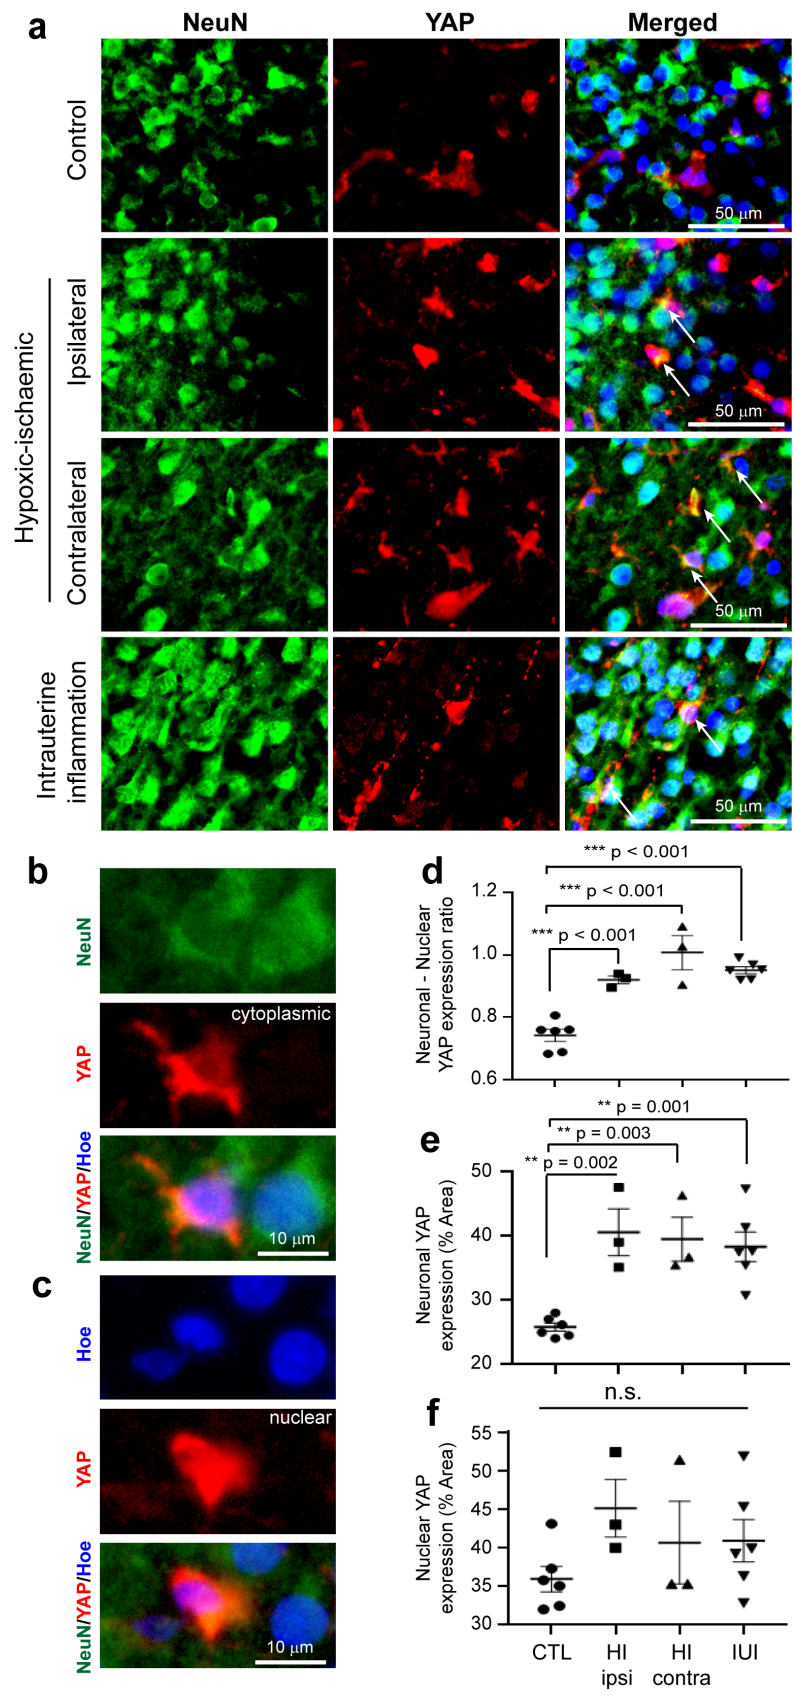 a
NeuN
YAP
Merged
Control
50 µm
Hypoxic-ischaemic
Ipsilateral
50 µm
Contralateral
50 µm
Intrauterine
inflammation
50 µm
b
NeuN
cytoplasmic
YAP
NeuN/YAP/Hoe
10 µm
c
Hoe
nuclear
YAP
NeuN/YAP/Hoe
10 µm
d
*** p < 0.001
*** p < 0.001
*** p < 0.001
Neuronal - Nuclear
YAP expression ratio
1.2
1.0
0.8
0.6
e
** p = 0.001
** p = 0.003
** p = 0.002
Neuronal YAP
expression (% Area)
50
40
30
20
f
n.s.
Nuclear YAP
expression (% Area)
55
50
45
40
35
30
CTL
HI
ipsi
HI
contra
IUI